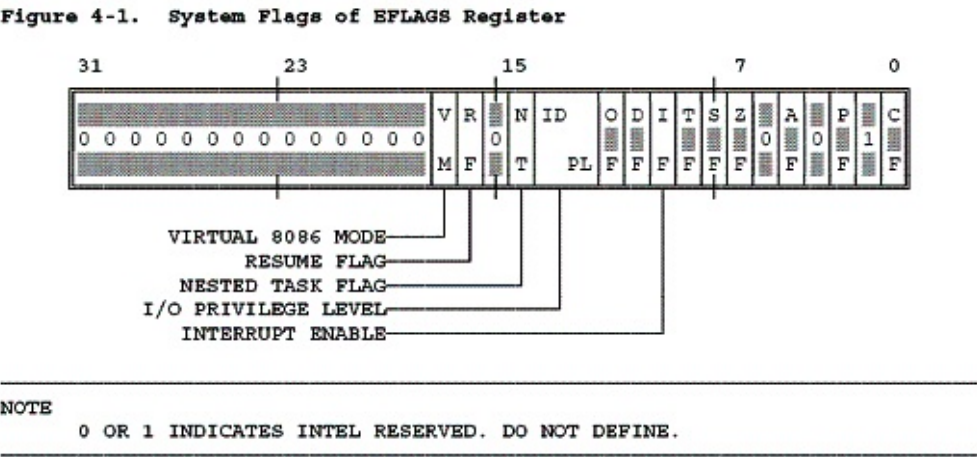 Figure 4-1.  System Flags of EFLAGS Register
31 23 15 7 0
V R N ID O D I T S Z A P C
0 0 0 0 0 0 0 0 0 0 0 0 0 0 0 0 0 1
M F T PL F F F F F F F F F
VIRTUAL 8086 MODE
RESUME FLAG
NESTED TASK FLAG
I/O PRIVILEGE LEVEL
INTERRUPT ENABLE
NOTE
0 OR 1 INDICATES INTEL RESERVED. DO NOT DEFINE.